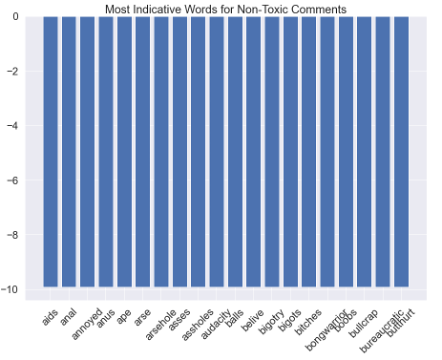 Most Indicative Words for Non-Toxic Comments
0
−2
−4
−6
−8
−10
aids
anal
annoyed
anus
ape
arse
arsehole
asses
assholes
audacity
balls
belive
bigotry
bigots
bitches
bongwarrior
boobs
bullcrap
bureaucratic
butthurt